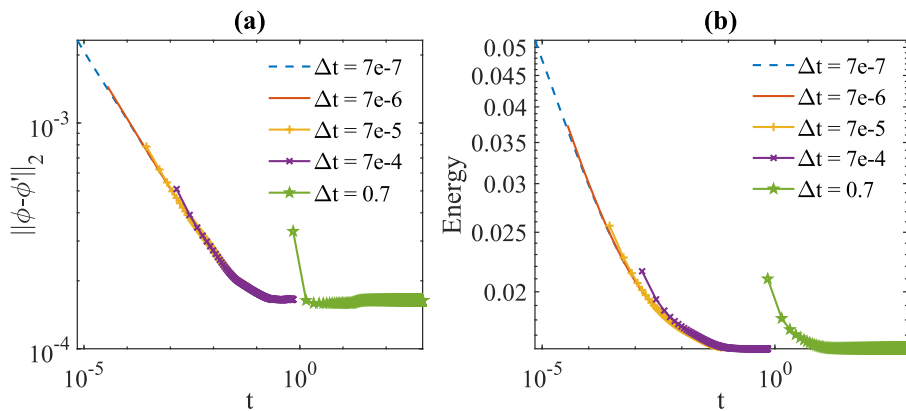 (a)
||ϕ-ϕ'||₂
10⁻³
10⁻⁴
Δt = 7e-7
Δt = 7e-6
Δt = 7e-5
Δt = 7e-4
Δt = 0.7
10⁻⁵
10⁰
t
(b)
Energy
0.05
0.045
0.04
0.035
0.03
0.025
0.02
Δt = 7e-7
Δt = 7e-6
Δt = 7e-5
Δt = 7e-4
Δt = 0.7
10⁻⁵
10⁰
t